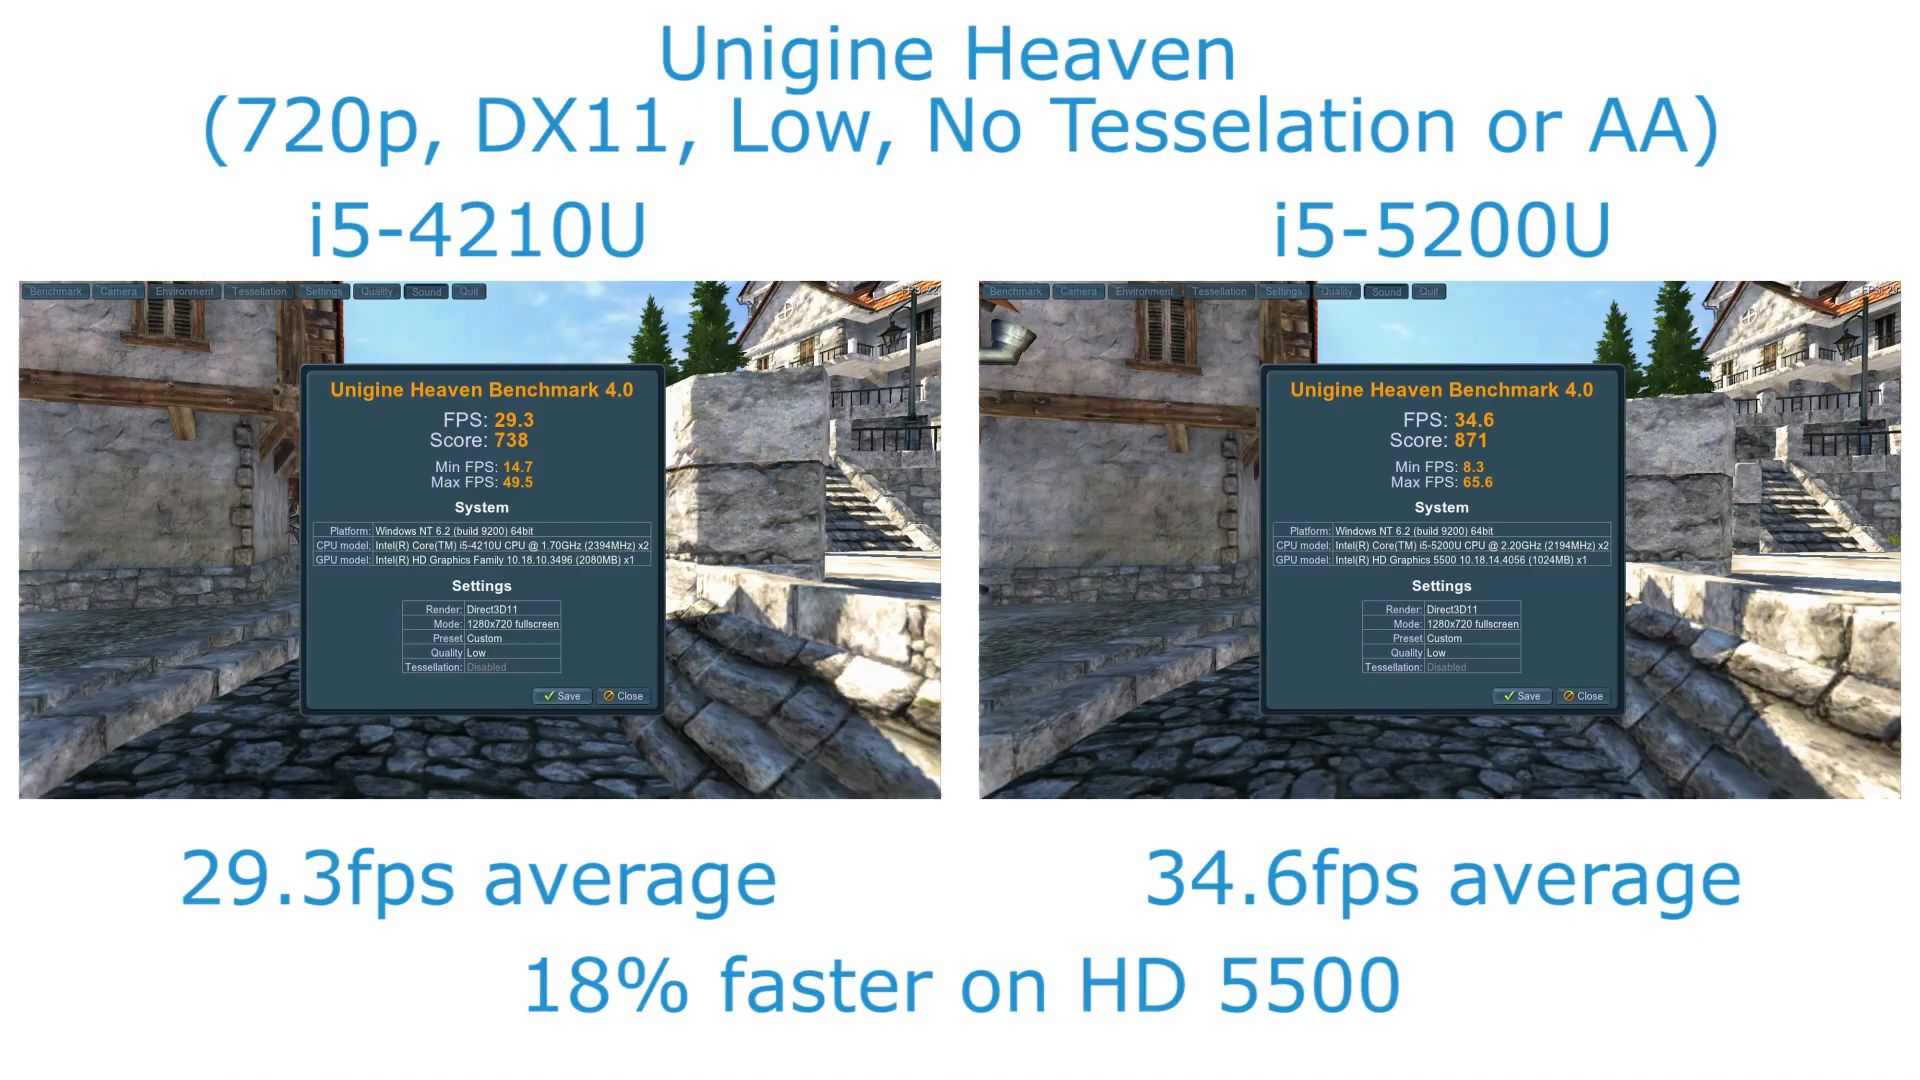 Unigine Heaven
(720p, DX11, Low, No Tesselation or AA)
i5-4210U
i5-5200U
Benchmark Camera Environment Tessellation Settings Quality Sound Quit
Unigine Heaven Benchmark 4.0
FPS: 29.3
Score: 738
Min FPS: 14.7
Max FPS: 49.5
System
Platform: Windows NT 6.2 (build 9200) 64bit
CPU model: Intel(R) Core(TM) i5-4210U CPU @ 1.70GHz (2394MHz) x2
GPU model: Intel(R) HD Graphics Family 10.18.10.3496 (2080MB) x1
Settings
Render: Direct3D11
Mode: 1280x720 fullscreen
Preset Custom
Quality Low
Tessellation: Disabled
Save Close
Benchmark Camera Environment Tessellation Settings Quality Sound Quit
Unigine Heaven Benchmark 4.0
FPS: 34.6
Score: 871
Min FPS: 8.3
Max FPS: 65.6
System
Platform: Windows NT 6.2 (build 9200) 64bit
CPU model: Intel(R) Core(TM) i5-5200U CPU @ 2.20GHz (2194MHz) x2
GPU model: Intel(R) HD Graphics 5500 10.18.14.4056 (1024MB) x1
Settings
Render: Direct3D11
Mode: 1280x720 fullscreen
Preset Custom
Quality Low
Tessellation: Disabled
Save Close
29.3fps average
34.6fps average
18% faster on HD 5500